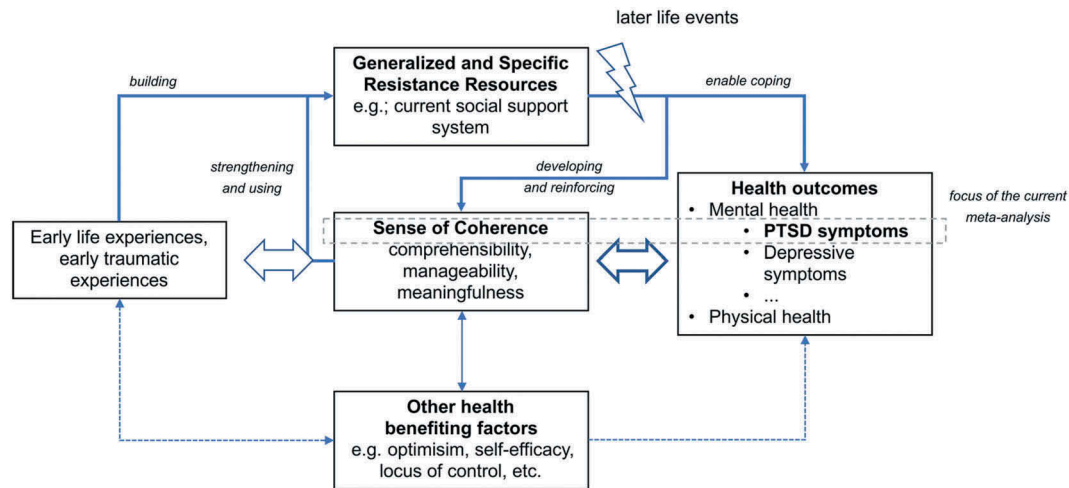 later life events
Generalized and Specific
Resistance Resources
e.g.; current social support
system
building
enable coping
strengthening
and using
developing
and reinforcing
Early life experiences,
early traumatic
experiences
Sense of Coherence
comprehensibility,
manageability,
meaningfulness
Health outcomes
• Mental health
• PTSD symptoms
• Depressive
symptoms
• ...
• Physical health
focus of the current
meta-analysis
Other health
benefiting factors
e.g. optimisim, self-efficacy,
locus of control, etc.